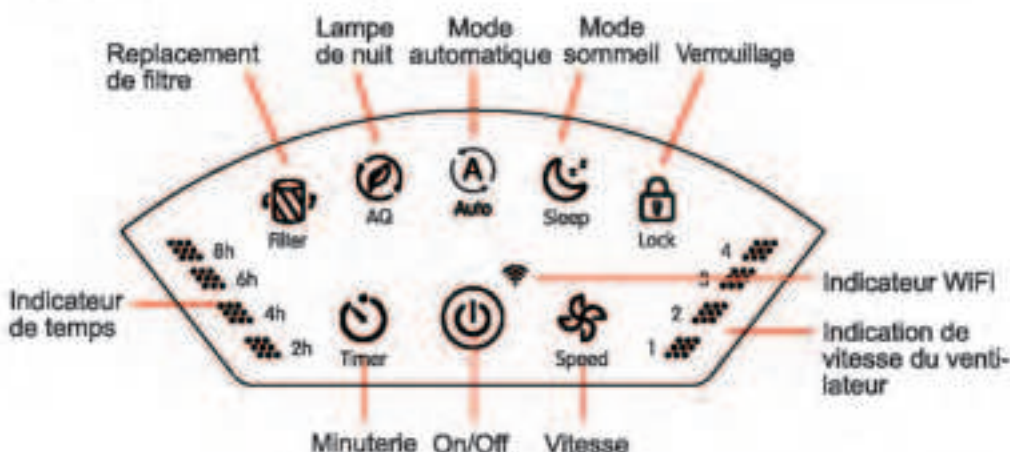 Replacement
de filtre
Lampe
de nuit
Mode
automatique
Mode
sommeil
Verrouillage
Filter
AQ
A
Auto
Sleep
Lock
8h
6h
4h
2h
4
3
2
1
Timer
Speed
Indicateur
de temps
Indicateur WiFi
Indication de
vitesse du venti-
lateur
Minuterie
On/Off
Vitesse